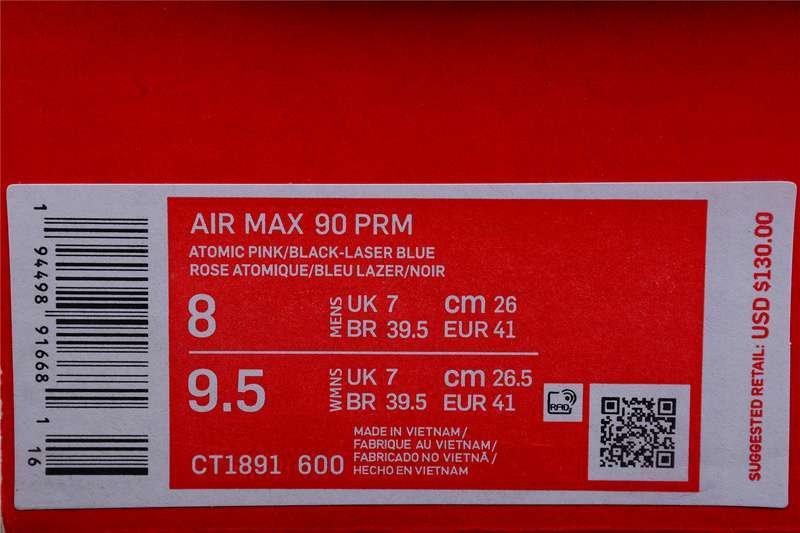 AIR MAX 90 PRM
ATOMIC PINK/BLACK-LASER BLUE
ROSE ATOMIQUE/BLEU LAZER/NOIR
8
MENS
UK 7 cm 26
BR 39.5 EUR 41
9.5
WMNS
UK 7 cm 26.5
BR 39.5 EUR 41
RFID
CT1891 600
MADE IN VIETNAM/
FABRIQUE AU VIETNAM/
FABRICADO NO VIETNÃ/
HECHO EN VIETNAM
1 94498 91668 1 16
SUGGESTED RETAIL: USD $130.00